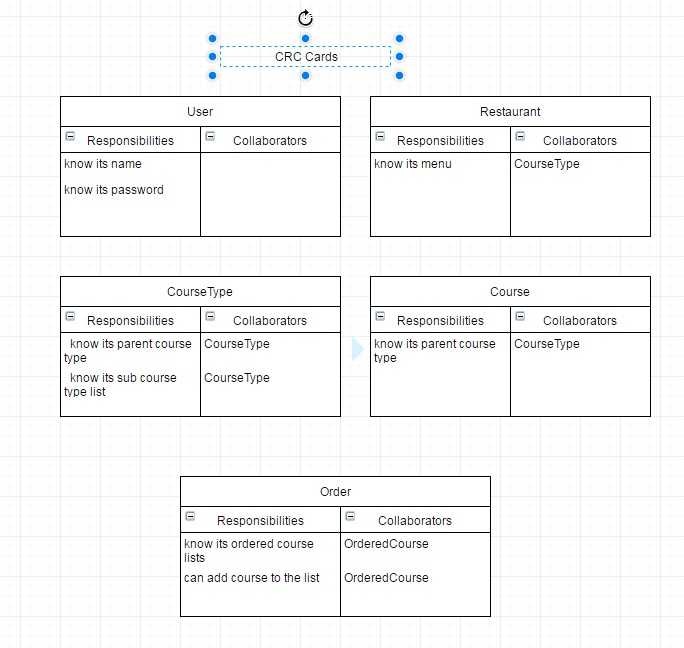 CRC Cards
User
Responsibilities
Collaborators
know its name
know its password
Restaurant
Responsibilities
Collaborators
know its menu
CourseType
CourseType
Responsibilities
Collaborators
know its parent course
type
CourseType
know its sub course
type list
CourseType
Course
Responsibilities
Collaborators
know its parent course
type
CourseType
Order
Responsibilities
Collaborators
know its ordered course
lists
OrderedCourse
can add course to the list
OrderedCourse